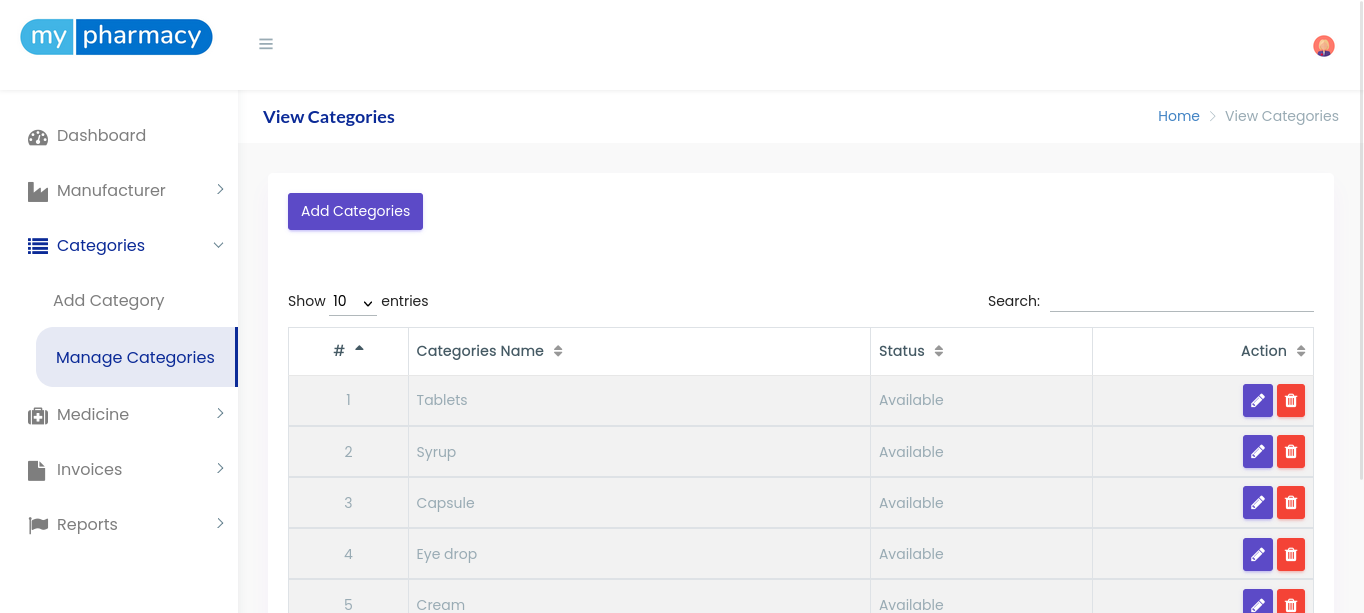 my pharmacy
View Categories
Home > View Categories
Dashboard
Manufacturer
Categories
Add Category
Manage Categories
Medicine
Invoices
Reports
Add Categories
Show 10 entries
Search:
# Categories Name Status Action
1 Tablets Available
2 Syrup Available
3 Capsule Available
4 Eye drop Available
5 Cream Available